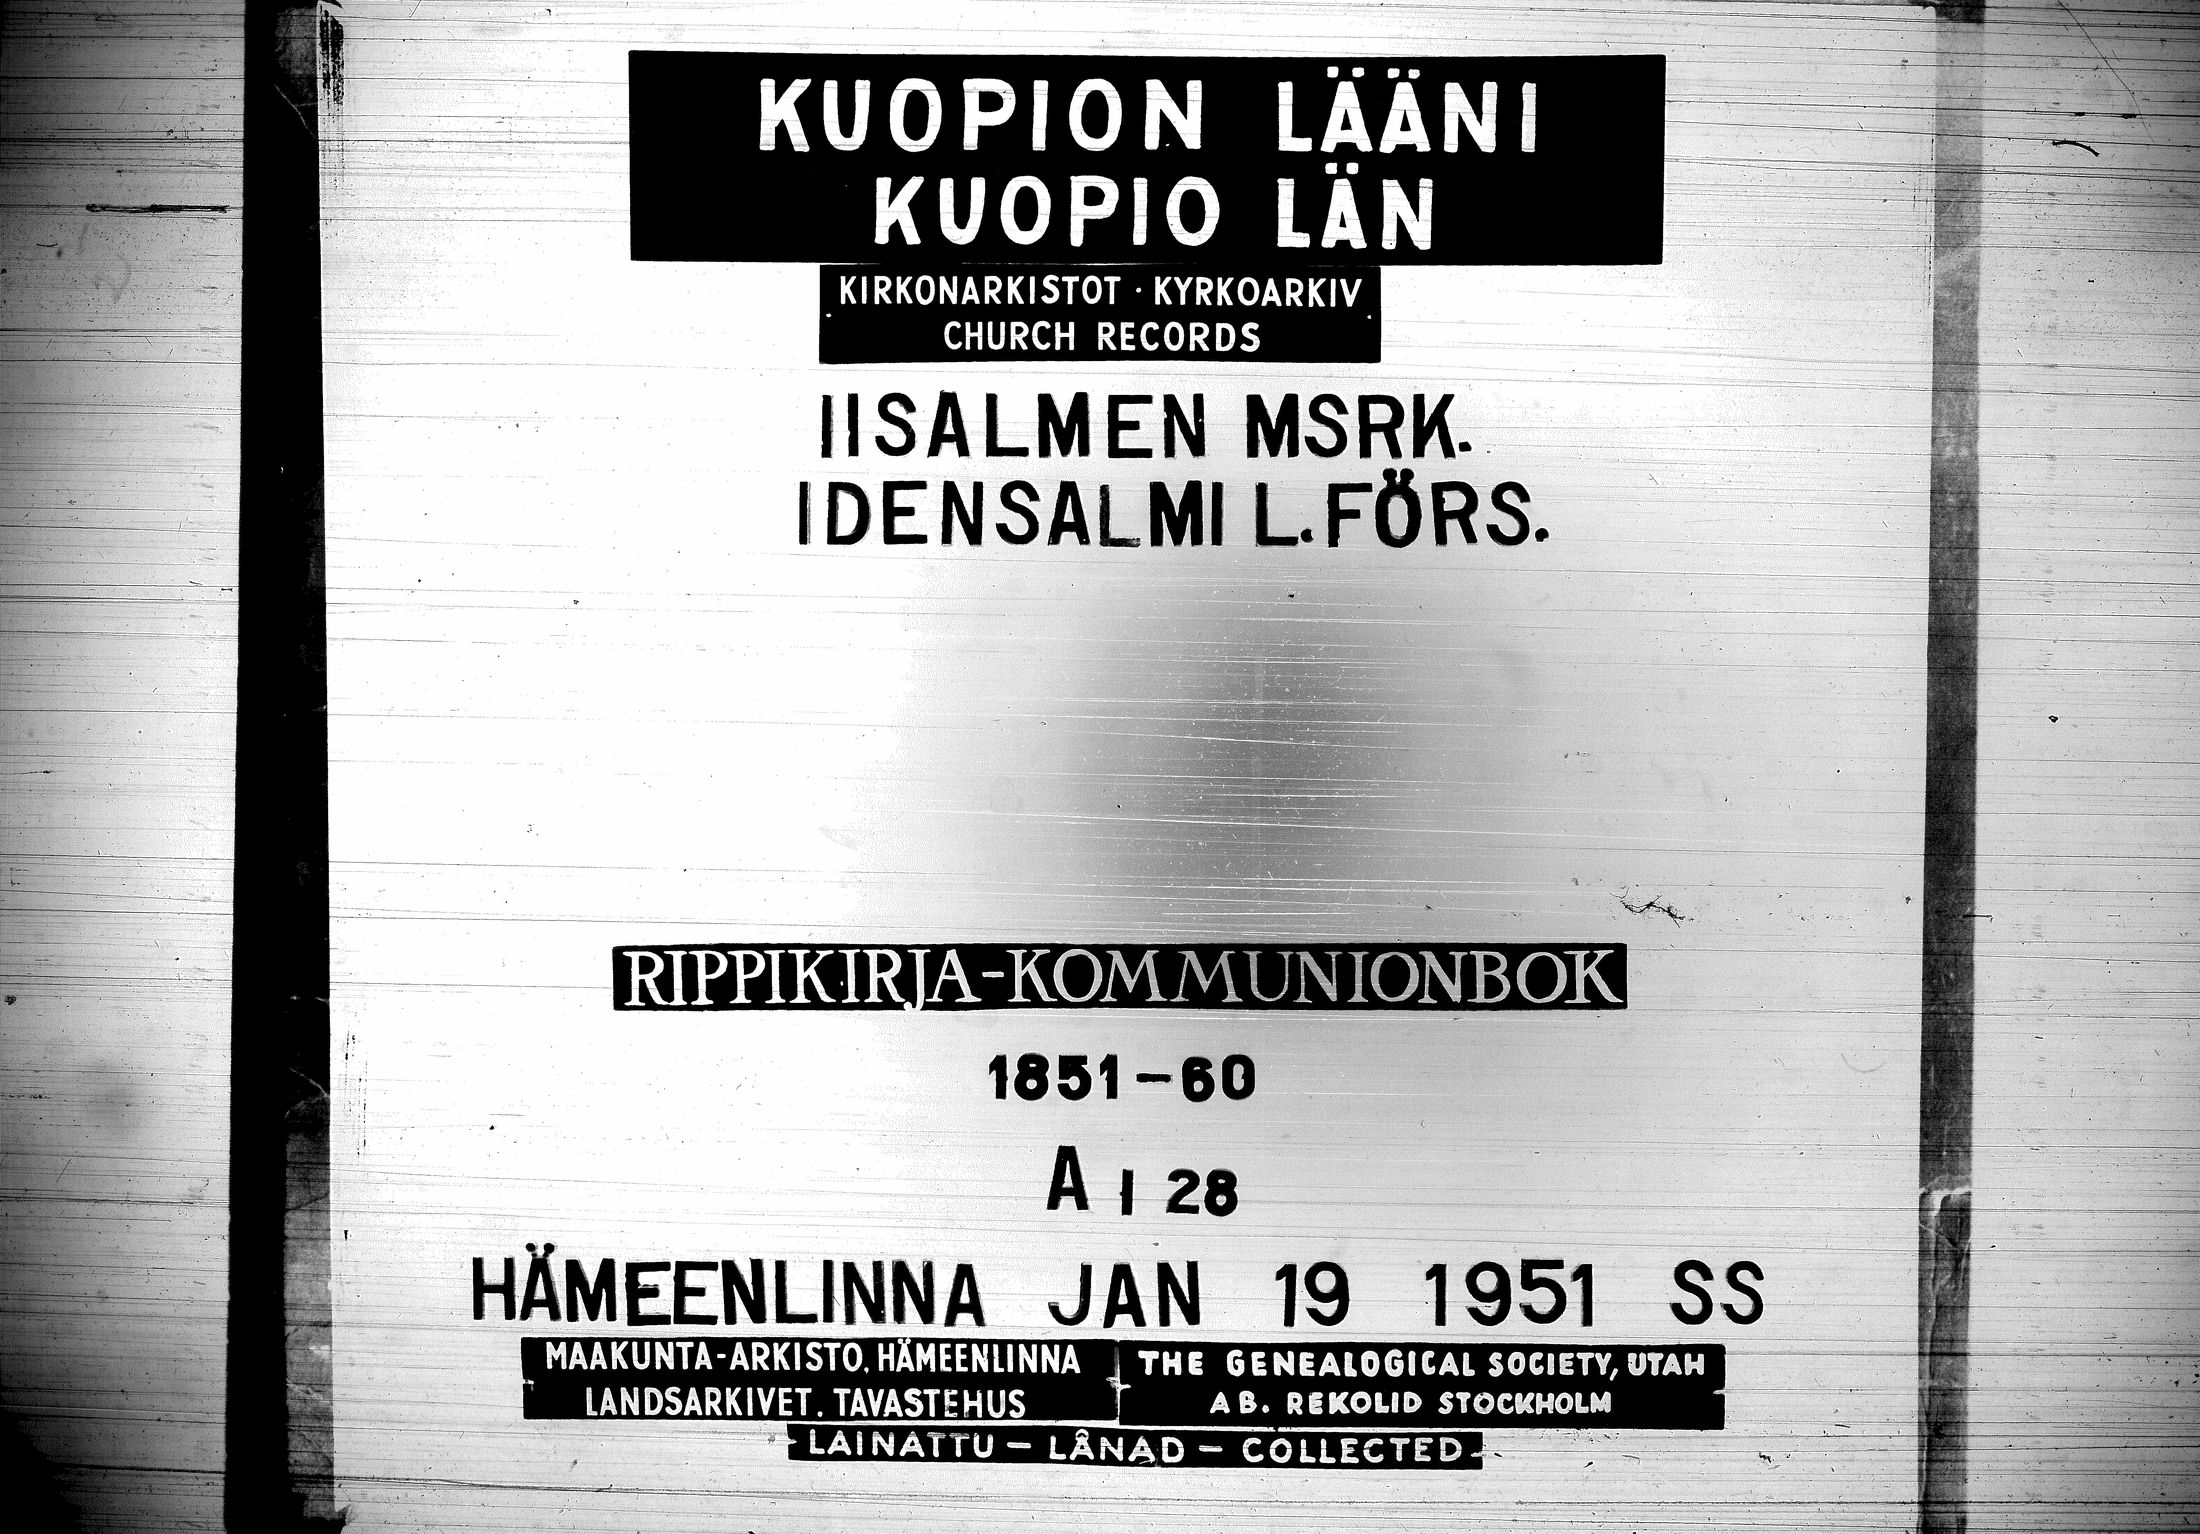 KUOPION LÄÄNI
KUOPIO LÄN
KIRKONARKISTOT · KYRKOARKIV
CHURCH RECORDS
IISALMEN MSRK.
IDENSALMI L.FÖRS.
RIPPIKIRJA-KOMMUNIONBOK
1851-60
A I 28
HÄMEENLINNA JAN 19 1951 SS
MAAKUNTA-ARKISTO, HÄMEENLINNA
LANDSARKIVET, TAVASTEHUS
THE GENEALOGICAL SOCIETY, UTAH
AB. REKOLID STOCKHOLM
LAINATTU - LÅNAD - COLLECTED